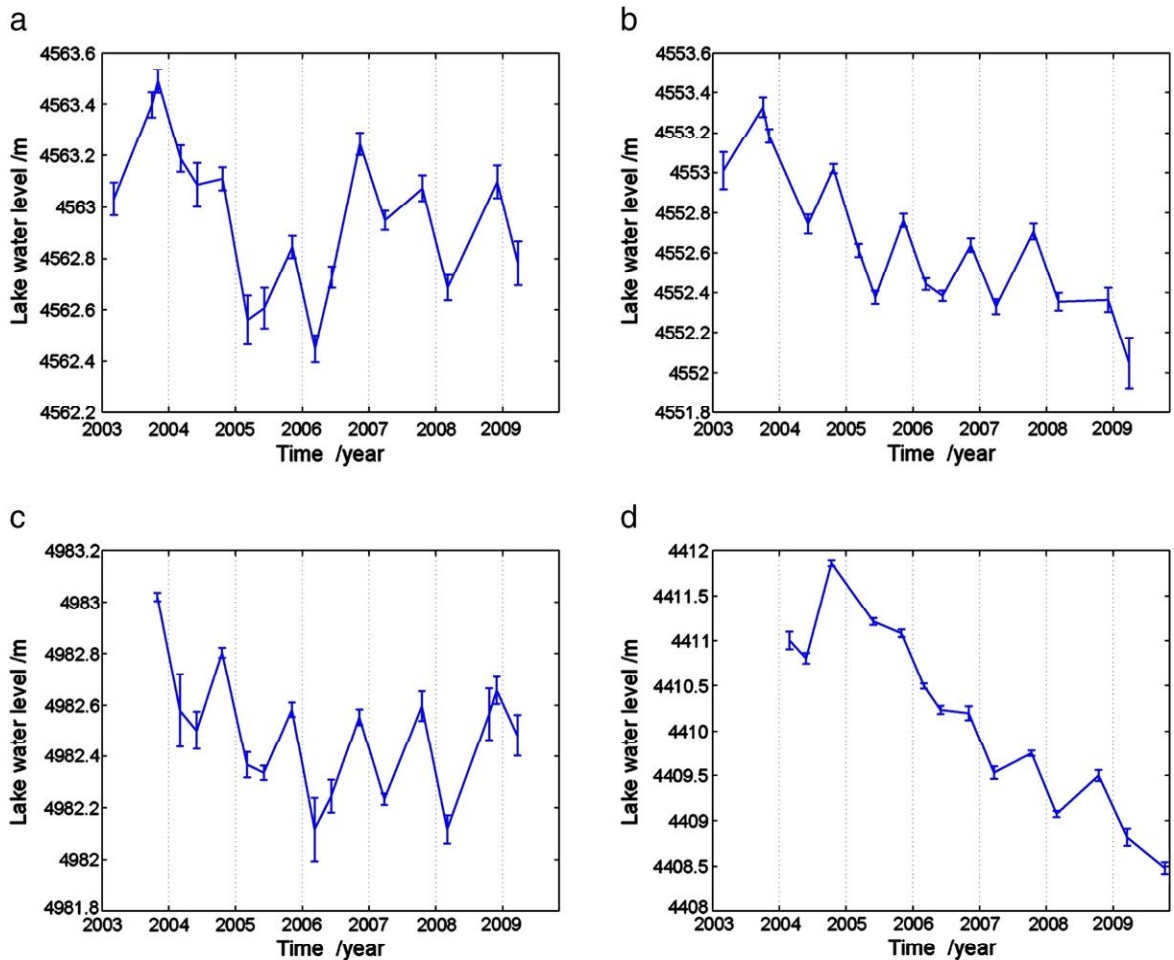 a
4563.6
4563.4
4563.2
4563
4562.8
4562.6
4562.4
4562.2
Lake water level /m
2003 2004 2005 2006 2007 2008 2009
Time /year
b
4553.6
4553.4
4553.2
4553
4552.8
4552.6
4552.4
4552.2
4552
4551.8
Lake water level /m
2003 2004 2005 2006 2007 2008 2009
Time /year
c
4983.2
4983
4982.8
4982.6
4982.4
4982.2
4982
4981.8
Lake water level /m
2003 2004 2005 2006 2007 2008 2009
Time /year
d
4412
4411.5
4411
4410.5
4410
4409.5
4409
4408.5
4408
Lake water level /m
2003 2004 2005 2006 2007 2008 2009
Time /year